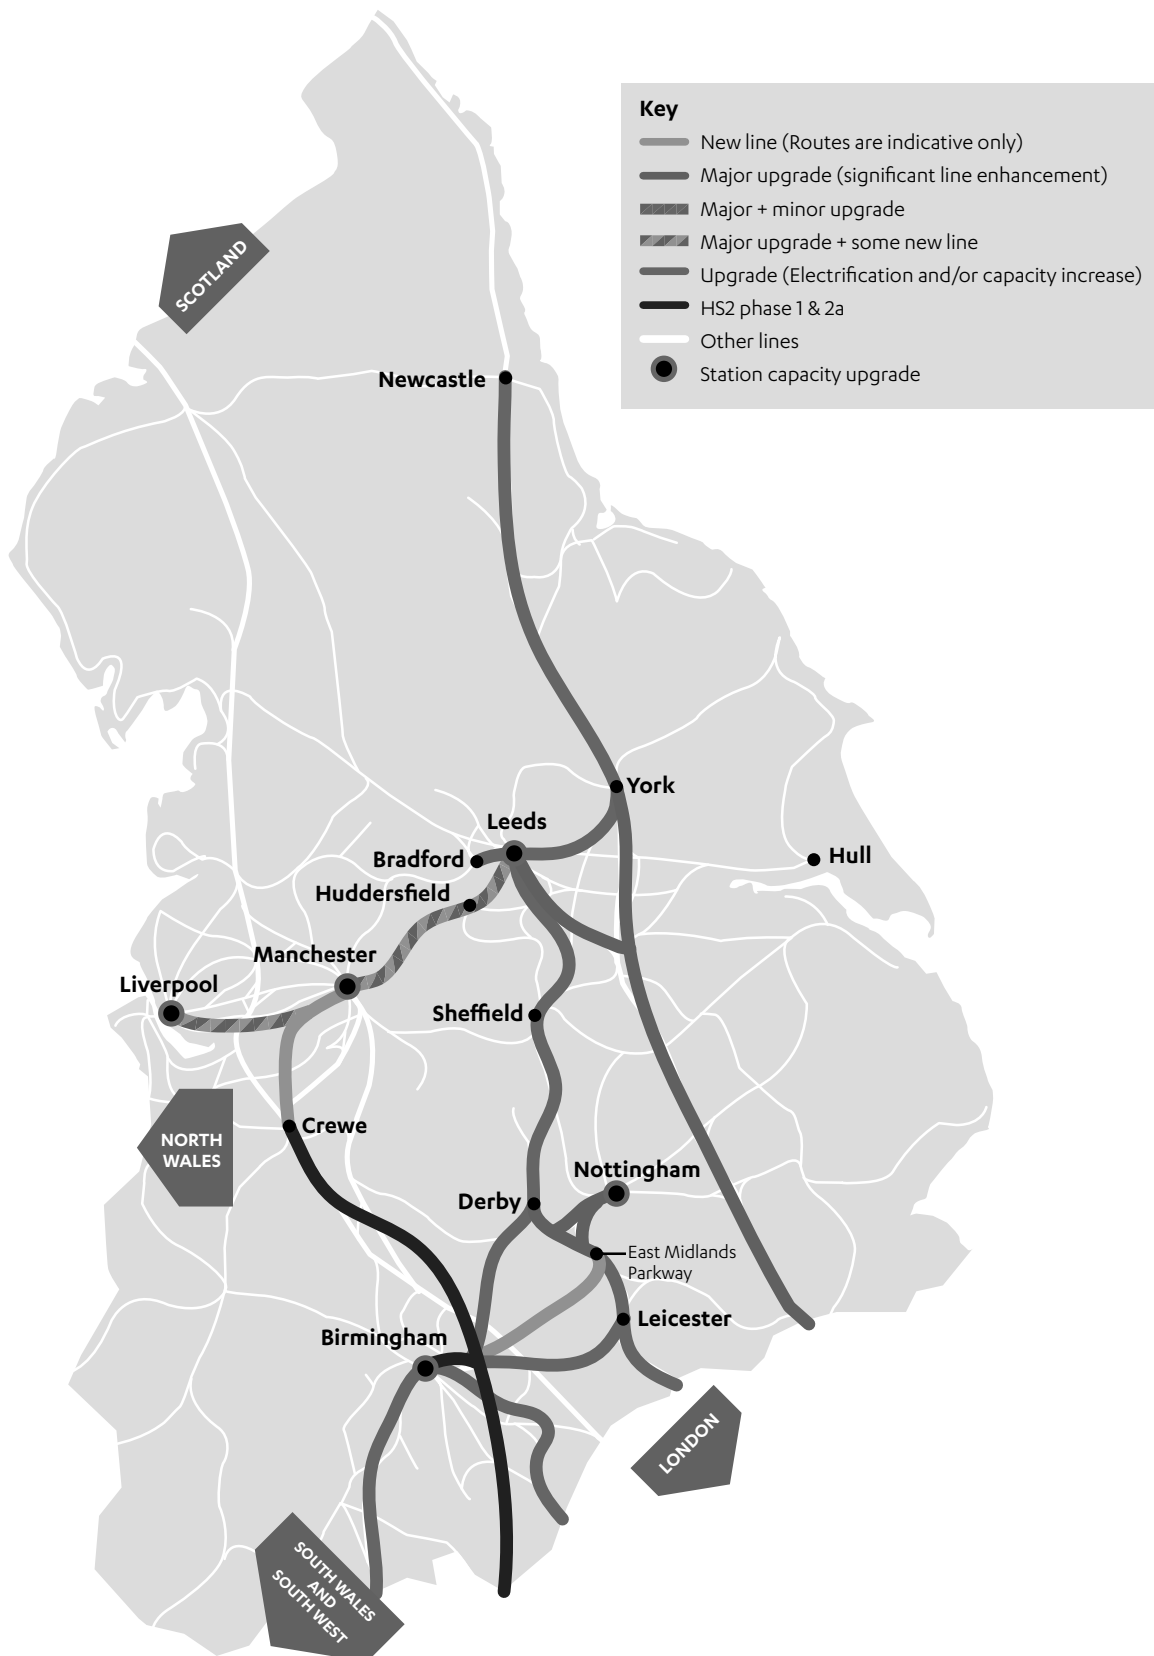 Key
New line (Routes are indicative only)
Major upgrade (significant line enhancement)
Major + minor upgrade
Major upgrade + some new line
Upgrade (Electrification and/or capacity increase)
HS2 phase 1 & 2a
Other lines
Station capacity upgrade
SCOTLAND
Newcastle
York
Leeds
Bradford
Hull
Huddersfield
Manchester
Liverpool
Sheffield
Crewe
NORTH
WALES
Nottingham
Derby
East Midlands
Parkway
Leicester
Birmingham
LONDON
SOUTH WALES
AND
SOUTH WEST